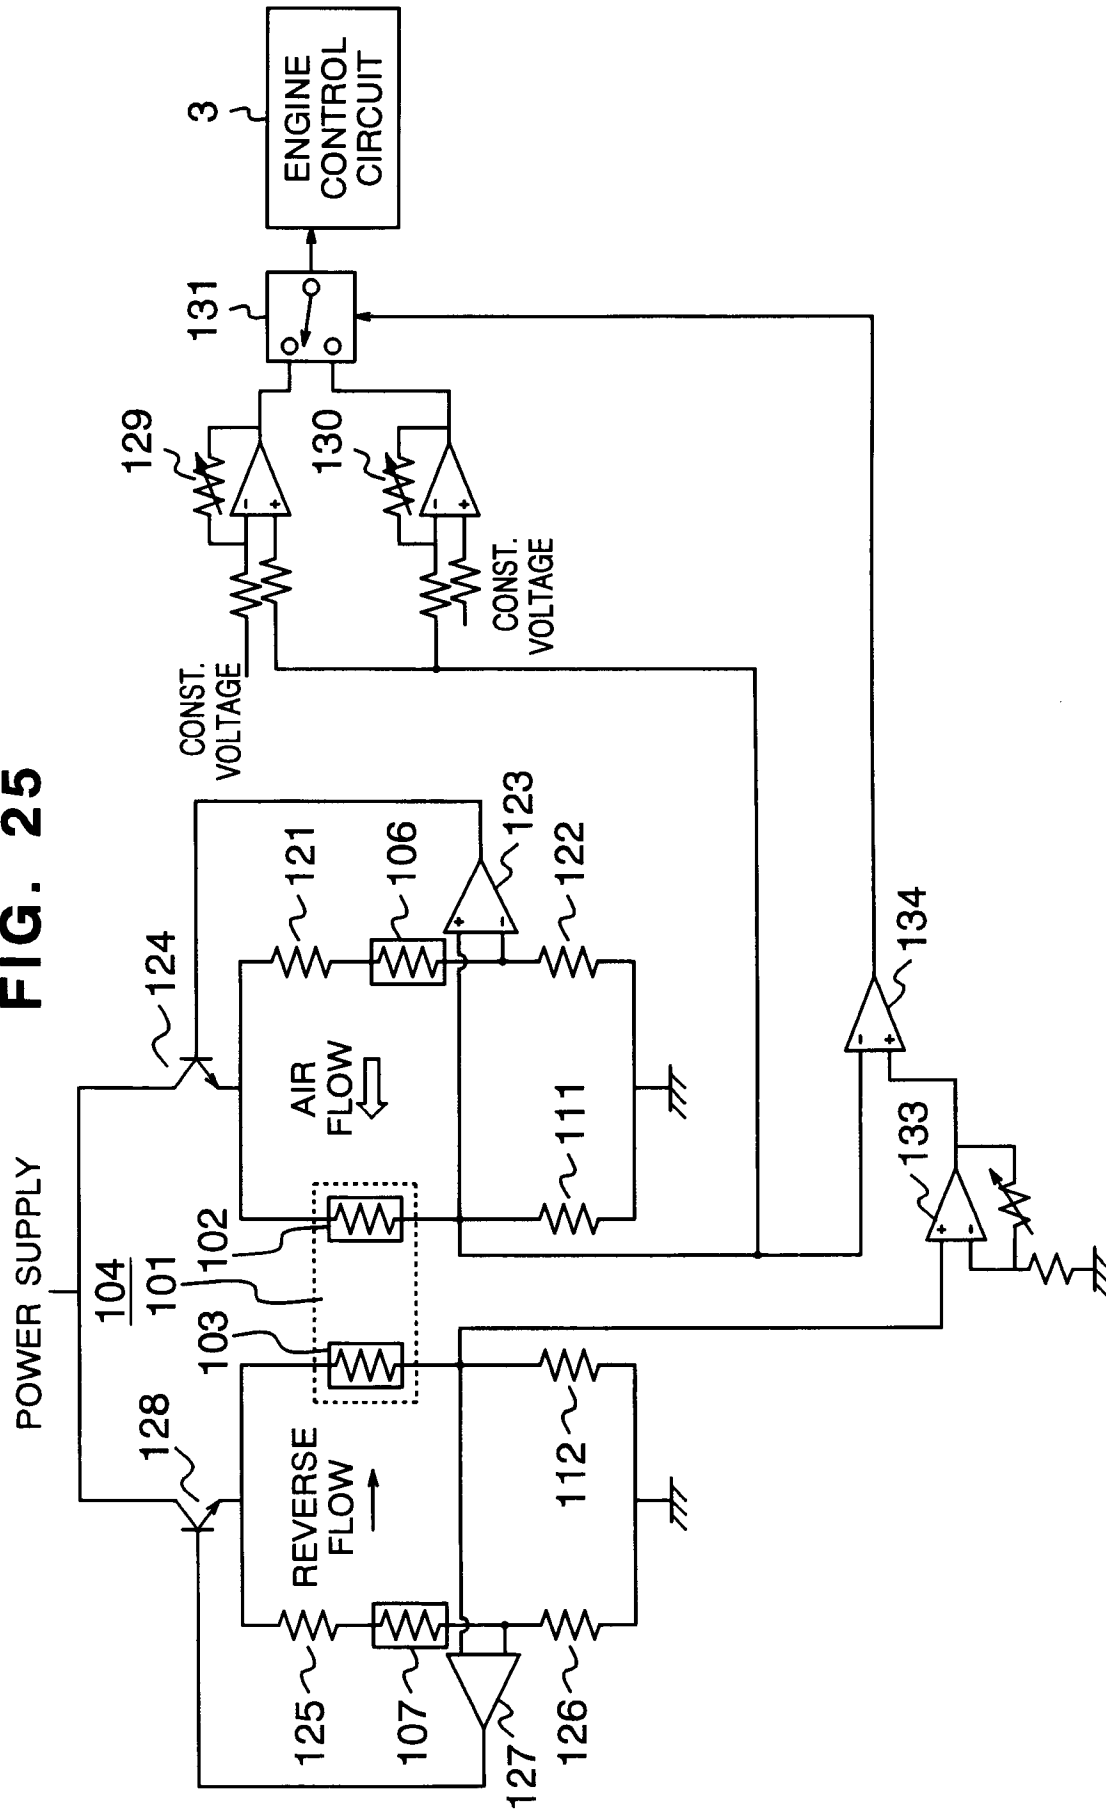 FIG. 25
POWER SUPPLY
104
101
102
103
128
124
REVERSE
FLOW
AIR
FLOW
125
107
127
126
112
111
121
106
123
122
CONST.
VOLTAGE
CONST.
VOLTAGE
129
130
131
3
ENGINE
CONTROL
CIRCUIT
133
134
+
-
+
-
+
-
-
+
+
-